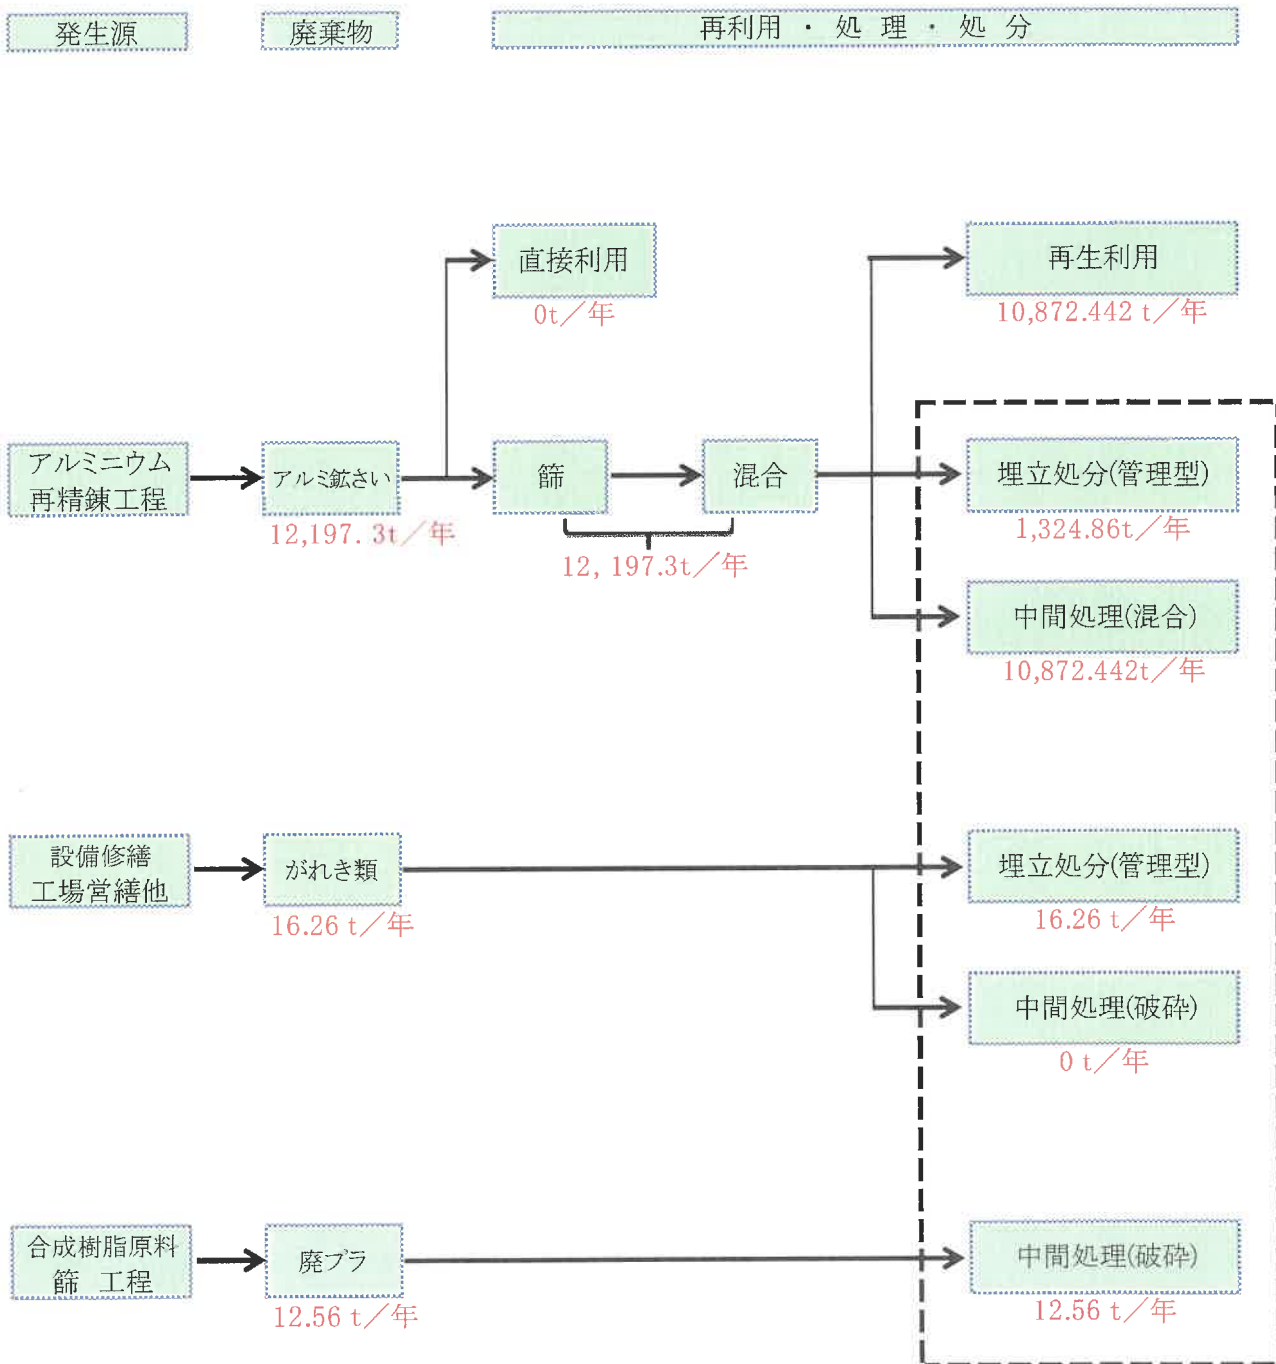 発生源
廃棄物
再利用 ・ 処 理 ・ 処 分
直接利用
0t／年
再生利用
10,872.442 t／年
アルミニウム
再精錬工程
アルミ鉱さい
12,197. 3t／年
篩
混合
12, 197.3t／年
埋立処分(管理型)
1,324.86t／年
中間処理(混合)
10,872.442t／年
設備修繕
工場営繕他
がれき類
16.26 t／年
埋立処分(管理型)
16.26 t／年
中間処理(破砕)
0 t／年
合成樹脂原料
篩 工程
廃プラ
12.56 t／年
中間処理(破砕)
12.56 t／年